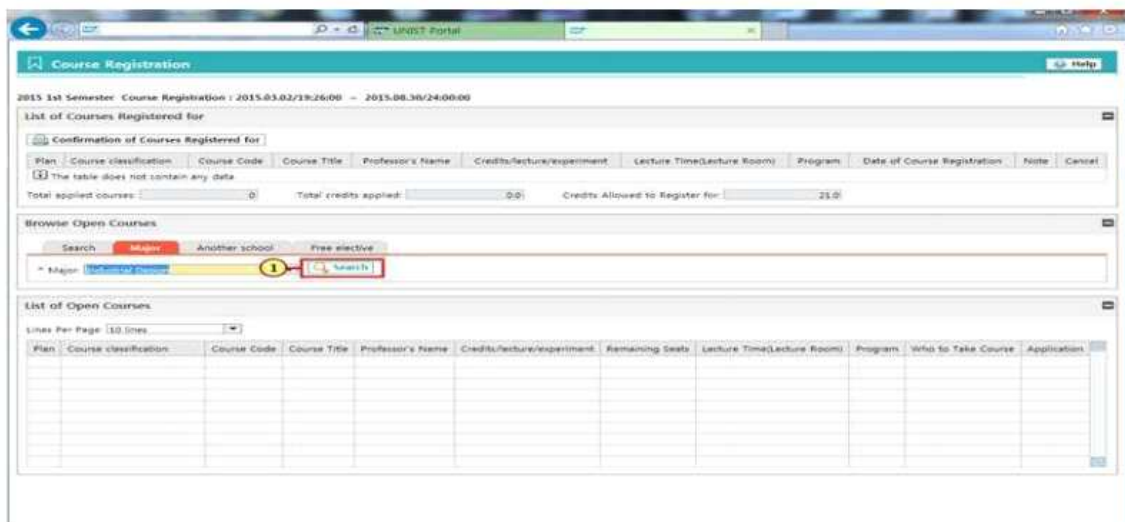 UNIST Portal
Course Registration
Help
2015 1st Semester Course Registration : 2015.03.02/19:26:00 ~ 2015.08.30/24:00:00
List of Courses Registered for
Confirmation of Courses Registered for
Plan Course classification Course Code Course Title Professor's Name Credits/lecture/experiment Lecture Time(Lecture Room) Program Date of Course Registration Note Cancel
The table does not contain any data
Total applied courses: 0 Total credits applied: 0.0 Credits Allowed to Register for: 21.0
Browse Open Courses
Search Major Another school Free elective
* Major: 1 Search
List of Open Courses
Lines Per Page: 10 lines
Plan Course classification Course Code Course Title Professor's Name Credits/lecture/experiment Remaining Seats Lecture Time(Lecture Room) Program Who to Take Course Application